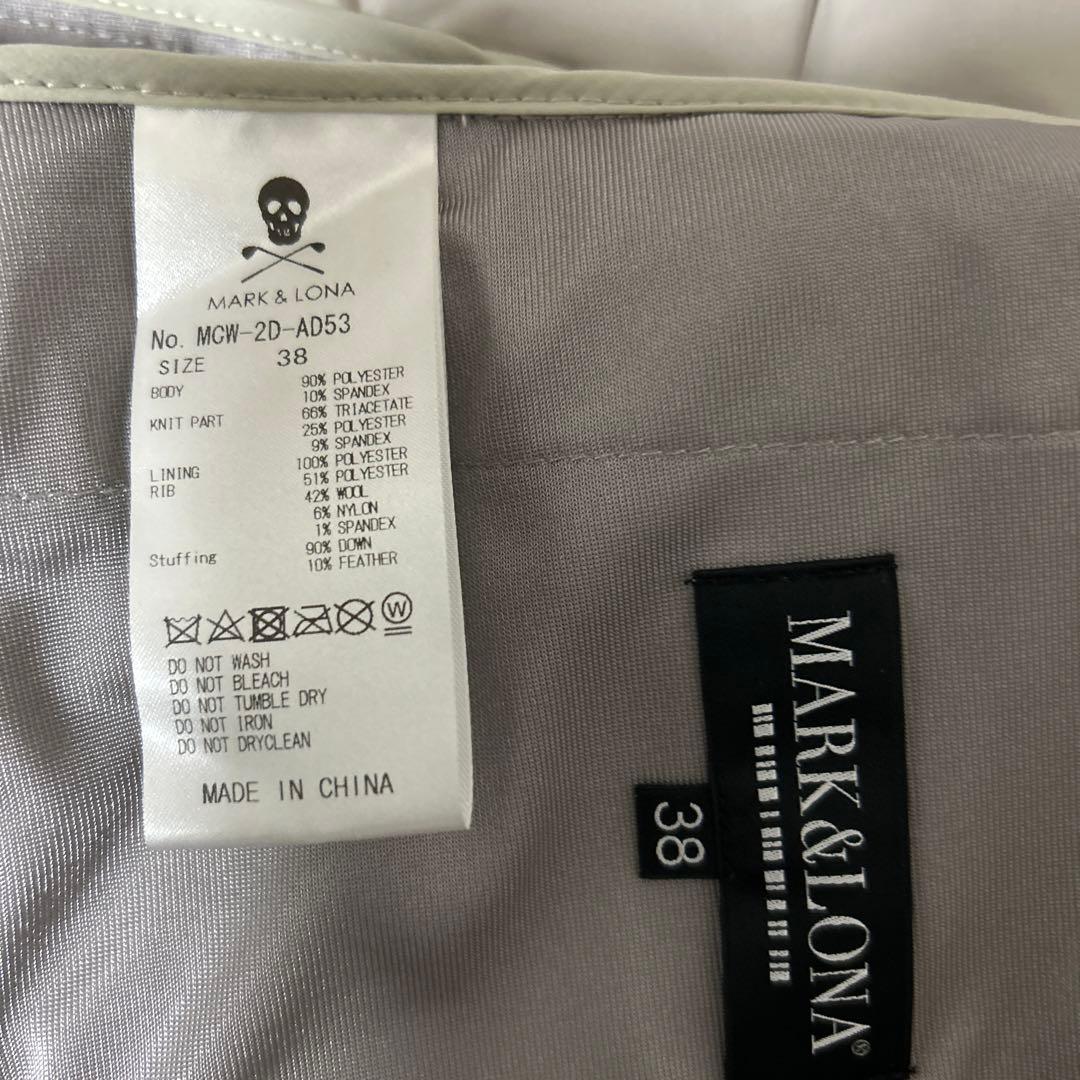 MARK & LONA
No. MCW-2D-AD53
SIZE 38
BODY 90% POLYESTER
10% SPANDEX
KNIT PART 66% TRIACETATE
25% POLYESTER
9% SPANDEX
LINING 100% POLYESTER
RIB 51% POLYESTER
42% WOOL
6% NYLON
1% SPANDEX
Stuffing 90% DOWN
10% FEATHER
W
DO NOT WASH
DO NOT BLEACH
DO NOT TUMBLE DRY
DO NOT IRON
DO NOT DRYCLEAN
MADE IN CHINA
MARK&LONA®
38